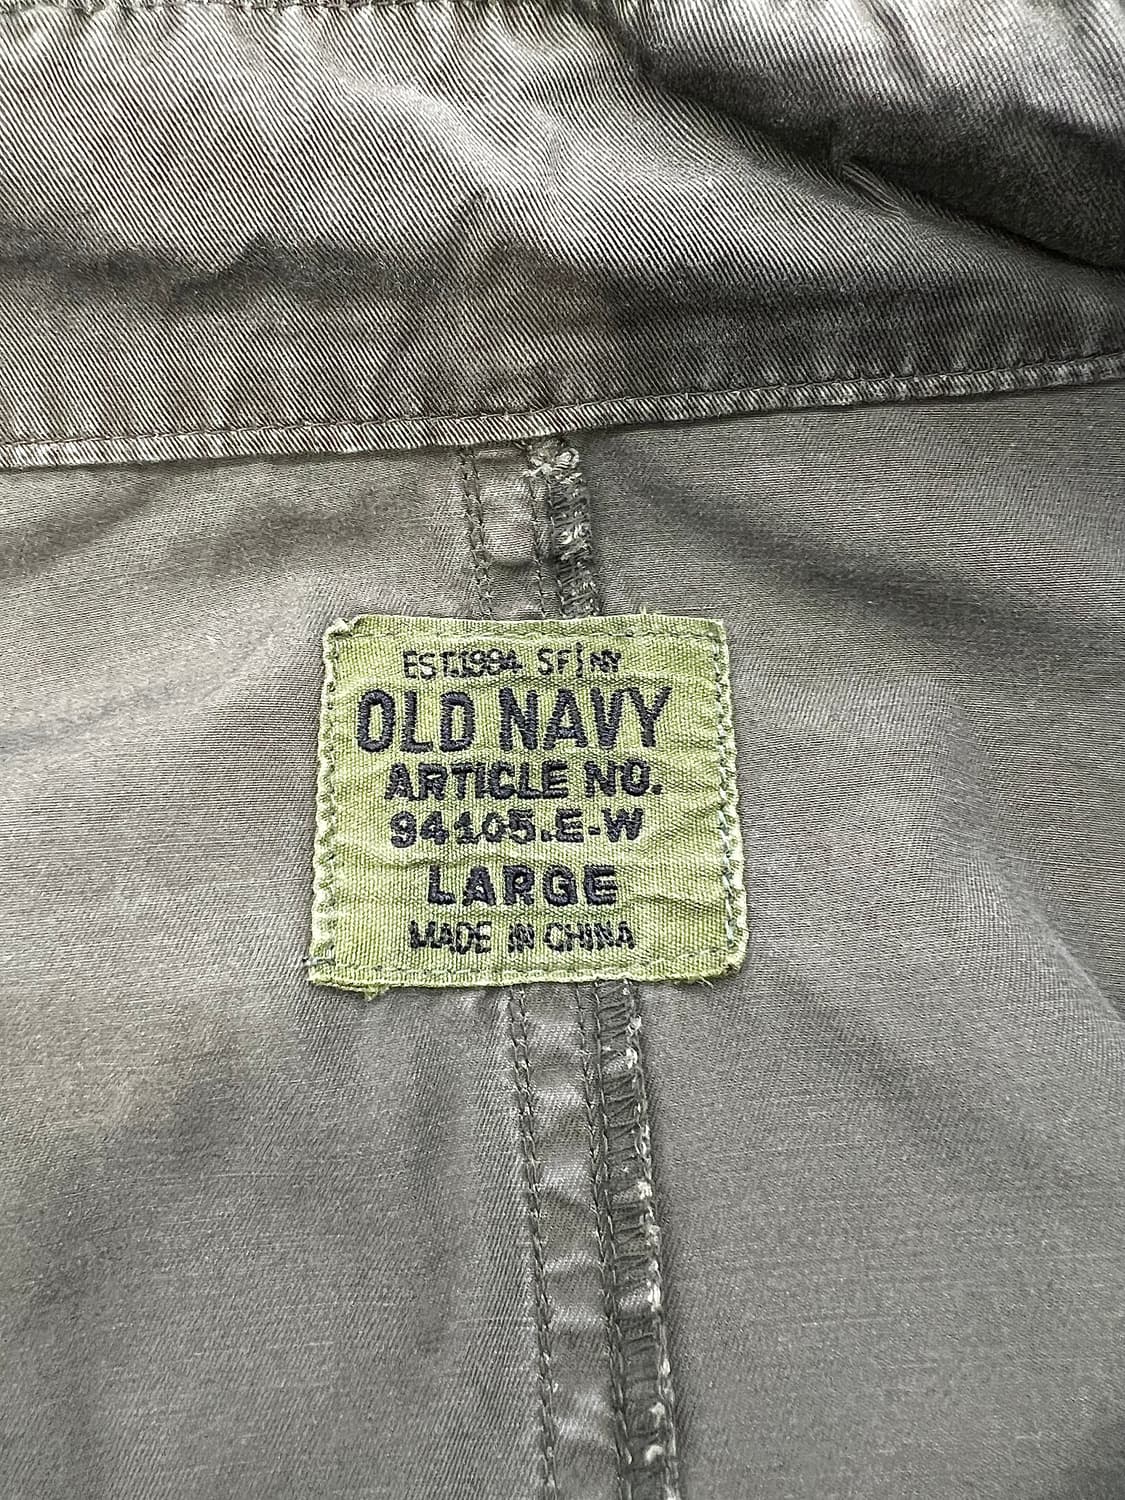 EST.1994 SF|NY
OLD NAVY
ARTICLE NO.
94105.E-W
LARGE
MADE IN CHINA